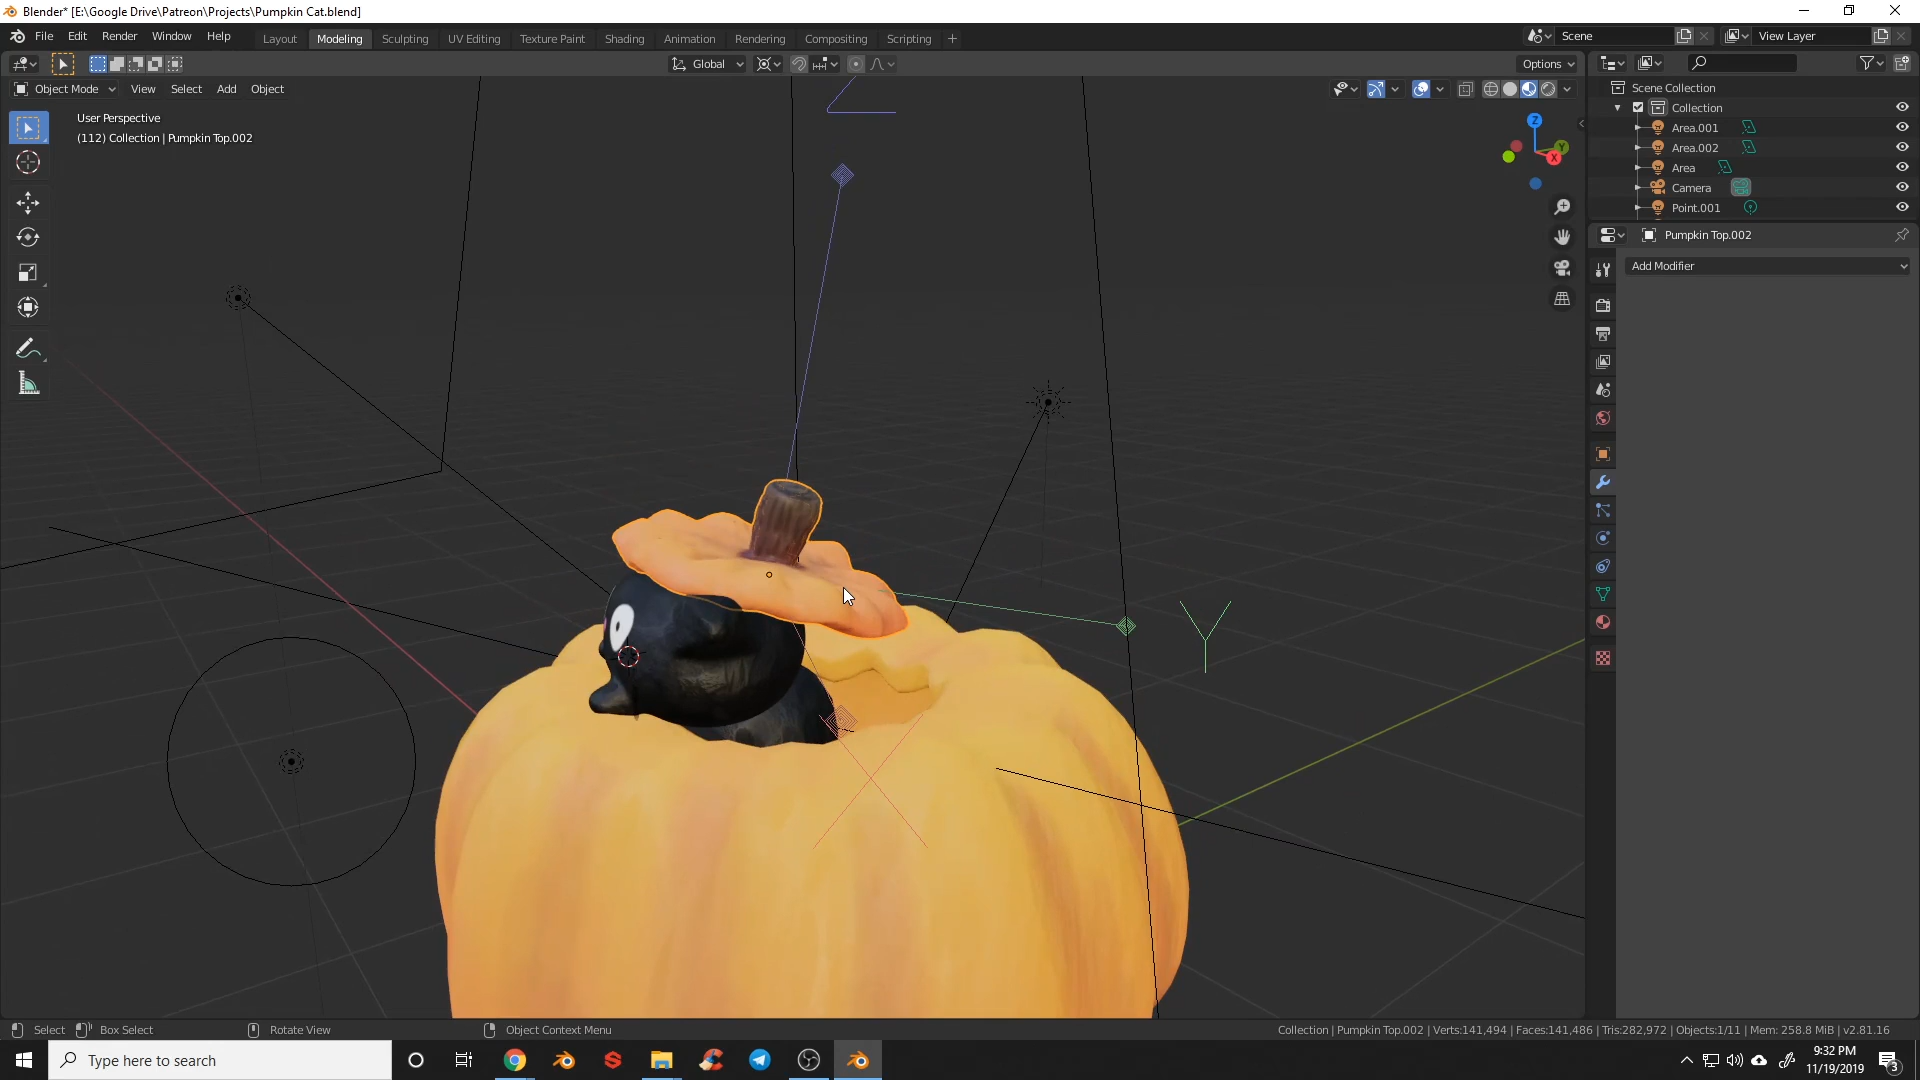 Blender* [E:\Google Drive\Patreon\Projects\Pumpkin Cat.blend]
File Edit Render Window Help Layout Modeling Sculpting UV Editing Texture Paint Shading Animation Rendering Compositing Scripting + Scene View Layer
Global Options
Object Mode View Select Add Object
User Perspective
(112) Collection | Pumpkin Top.002
Z
Y
X
Z
Y
Scene Collection
Collection
Area.001
Area.002
Area
Camera
Point.001
Pumpkin Top.002
Add Modifier
Select Box Select Rotate View Object Context Menu Collection | Pumpkin Top.002 | Verts:141,494 | Faces:141,486 | Tris:282,972 | Objects:1/11 | Mem: 258.8 MiB | v2.81.16
Type here to search
9:32 PM
11/19/2019
3